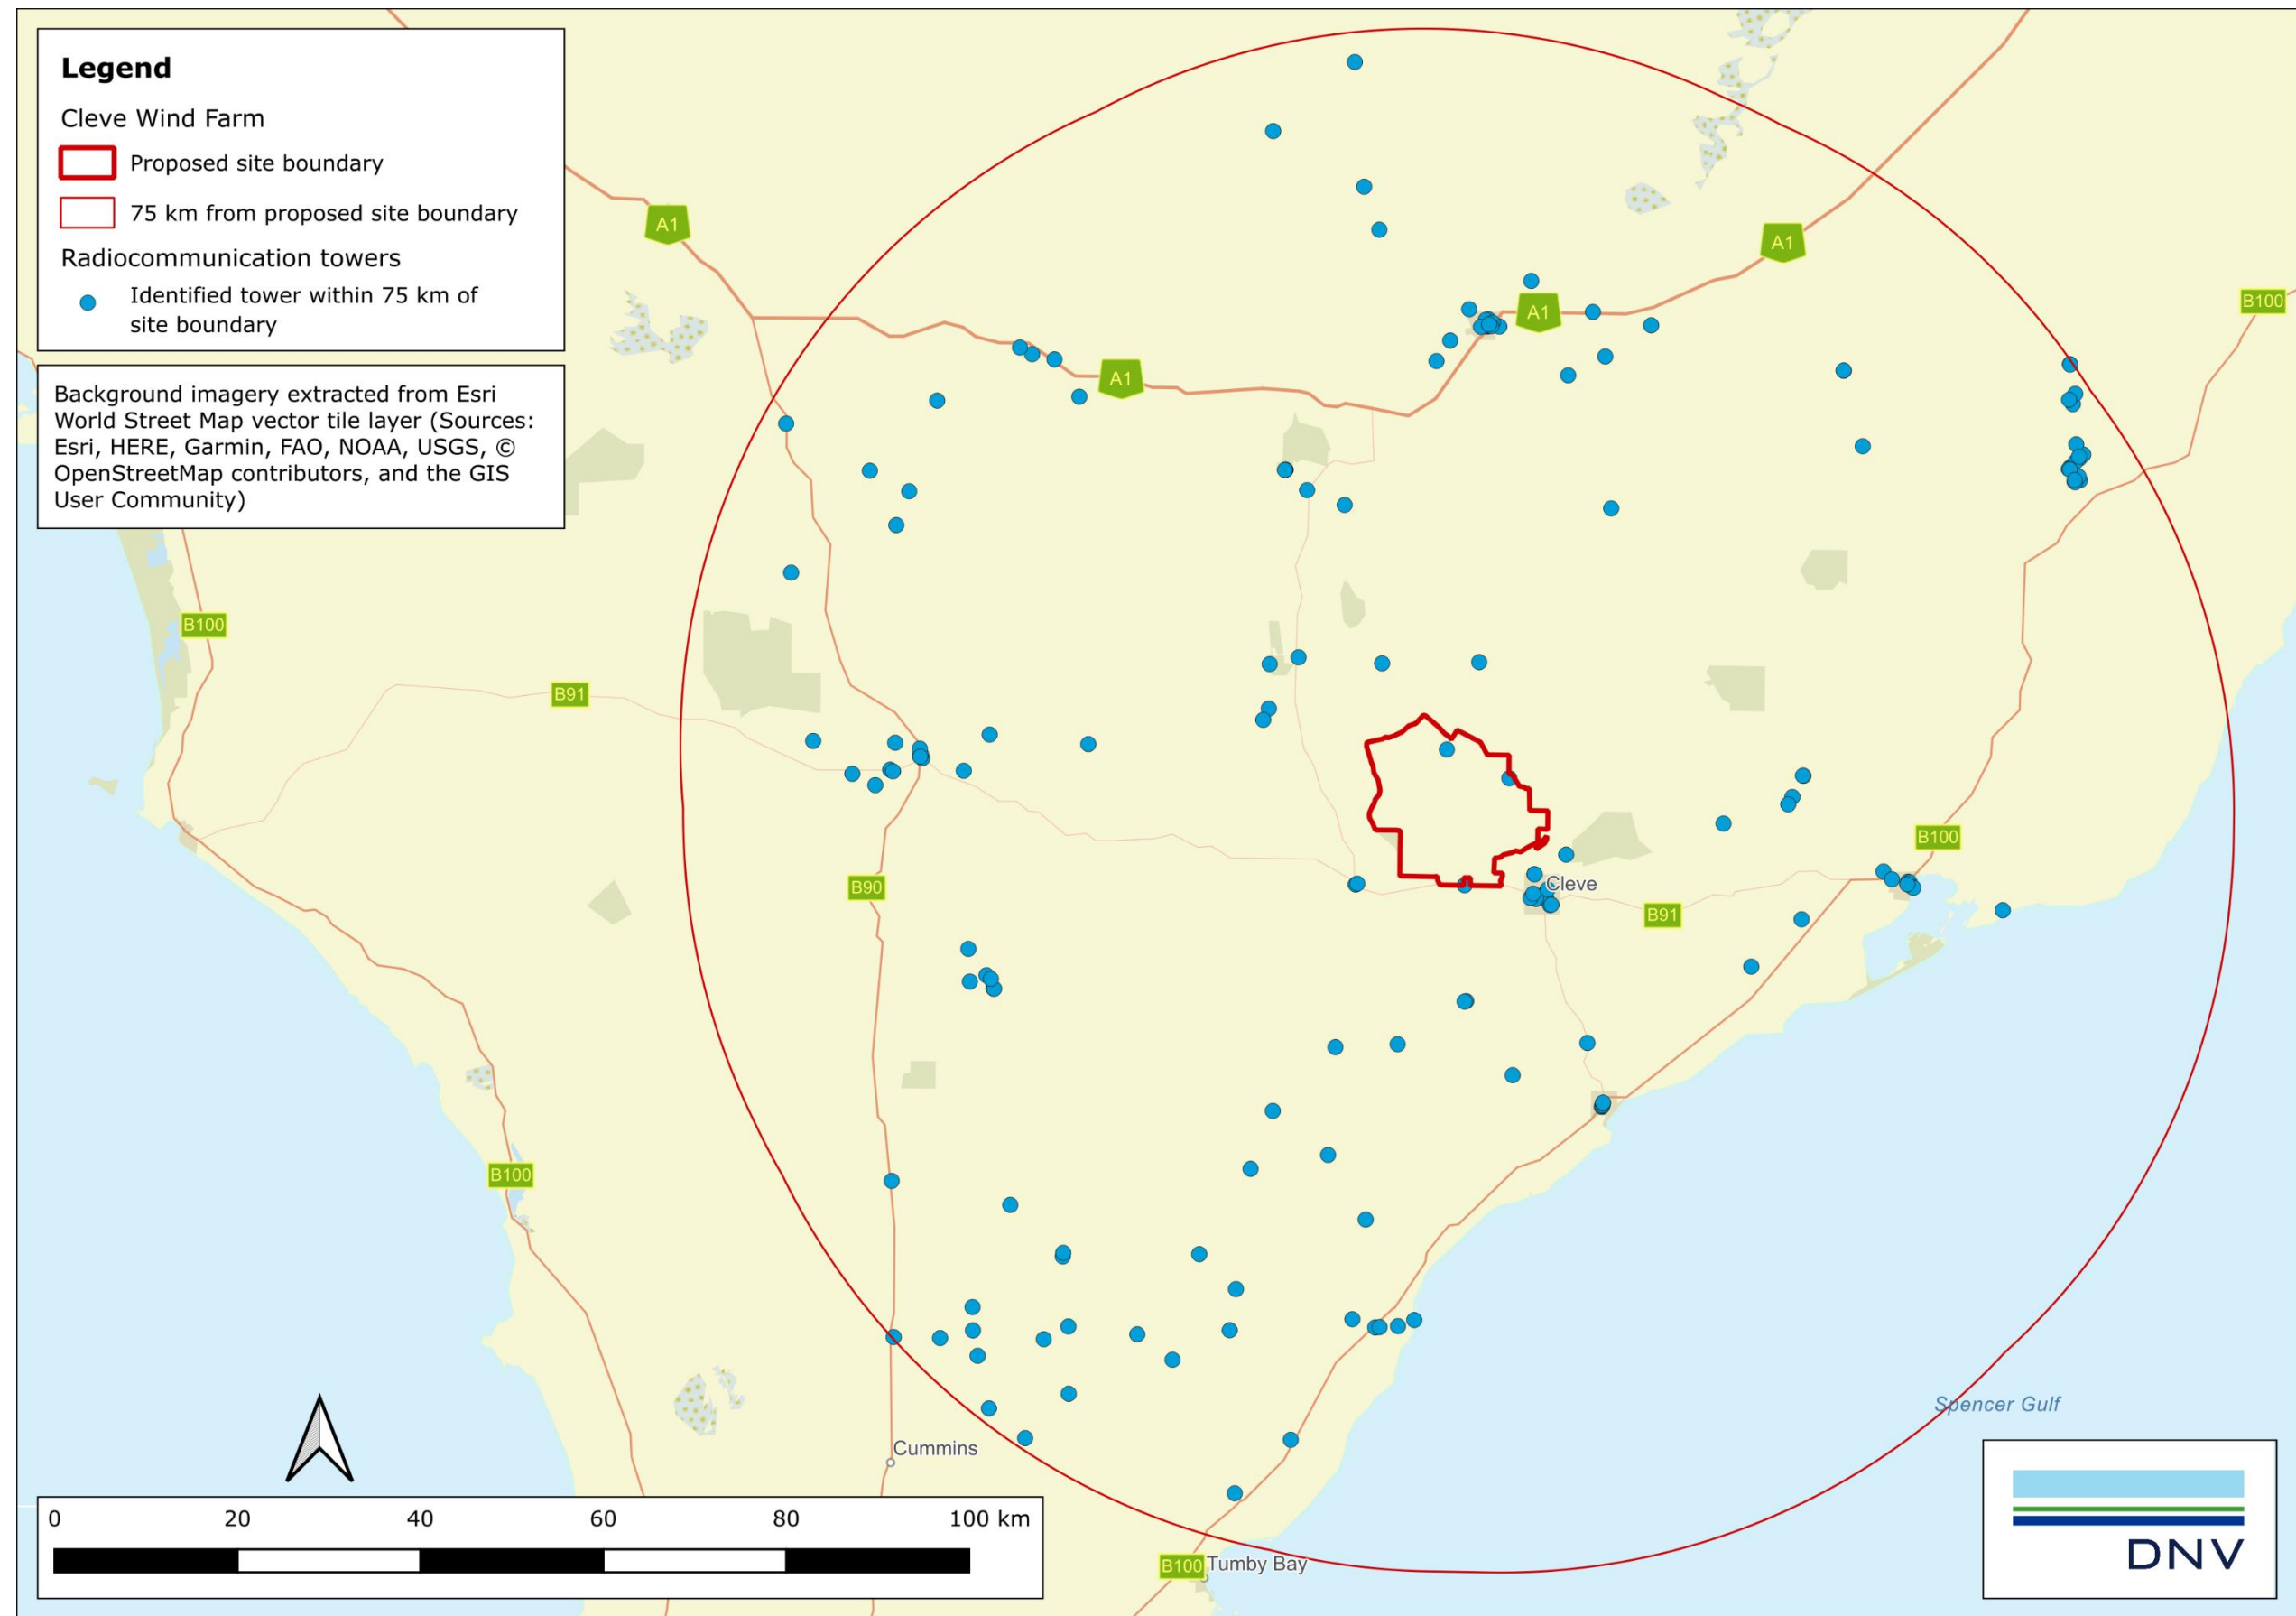 Legend
Cleve Wind Farm
Proposed site boundary
75 km from proposed site boundary
Radiocommunication towers
Identified tower within 75 km of
site boundary
Background imagery extracted from Esri
World Street Map vector tile layer (Sources:
Esri, HERE, Garmin, FAO, NOAA, USGS, ©
OpenStreetMap contributors, and the GIS
User Community)
A1
A1
B100
A1
A1
B100
B91
B100
B90
Cleve
B91
B100
Spencer Gulf
Cummins
0 20 40 60 80 100 km
B100 Tumby Bay
DNV